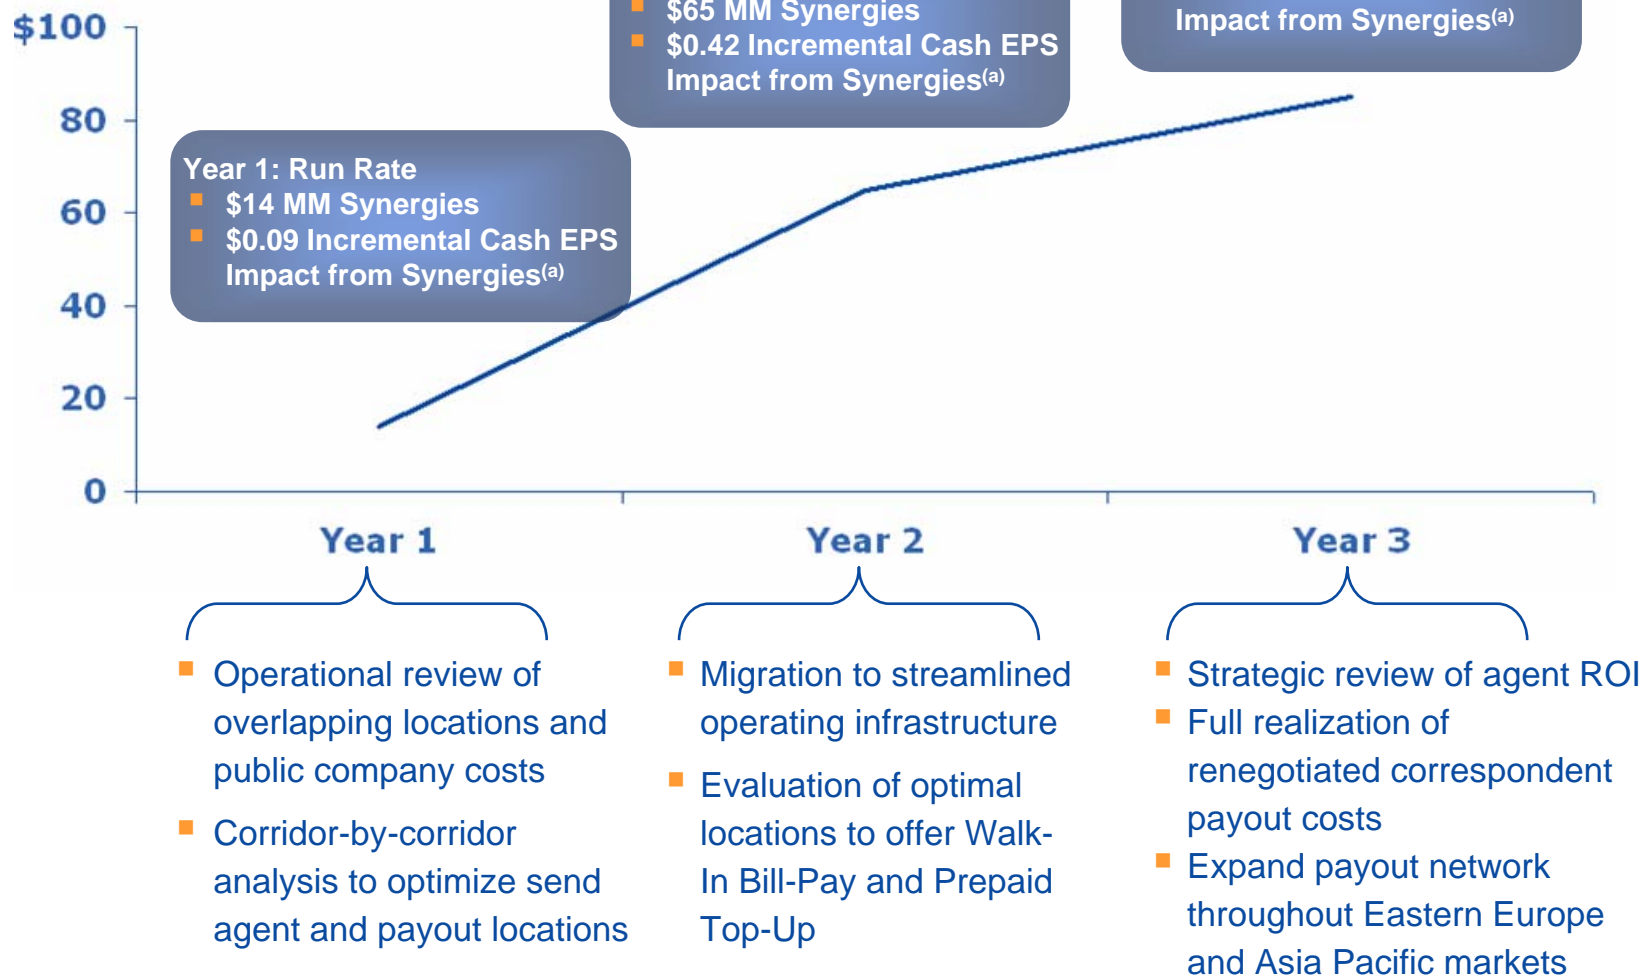 $65 MM Synergies
$0.42 Incremental Cash EPS
Impact from Synergies(a)
Impact from Synergies(a)
$100
80
60
40
20
0
Year 1: Run Rate
$14 MM Synergies
$0.09 Incremental Cash EPS
Impact from Synergies(a)
Year 1
Year 2
Year 3
Operational review of
overlapping locations and
public company costs
Corridor-by-corridor
analysis to optimize send
agent and payout locations
Migration to streamlined
operating infrastructure
Evaluation of optimal
locations to offer Walk-
In Bill-Pay and Prepaid
Top-Up
Strategic review of agent ROI
Full realization of
renegotiated correspondent
payout costs
Expand payout network
throughout Eastern Europe
and Asia Pacific markets